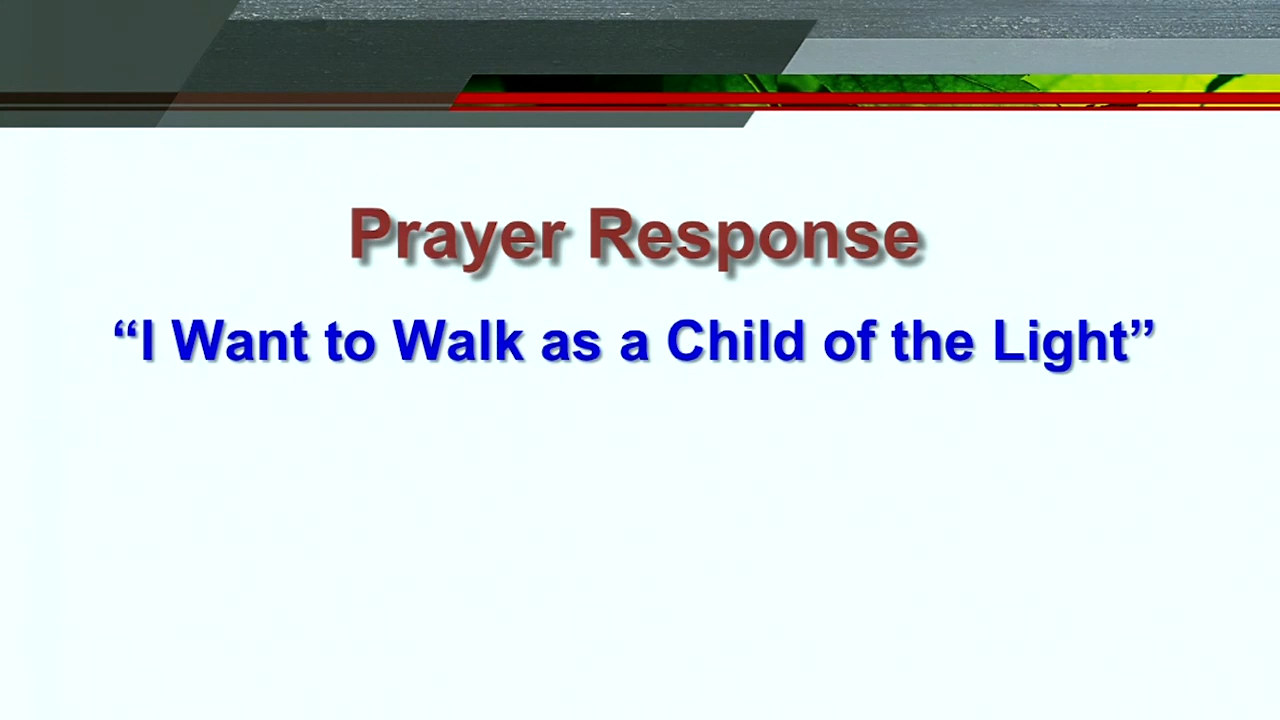 Prayer Response
“I Want to Walk as a Child of the Light”